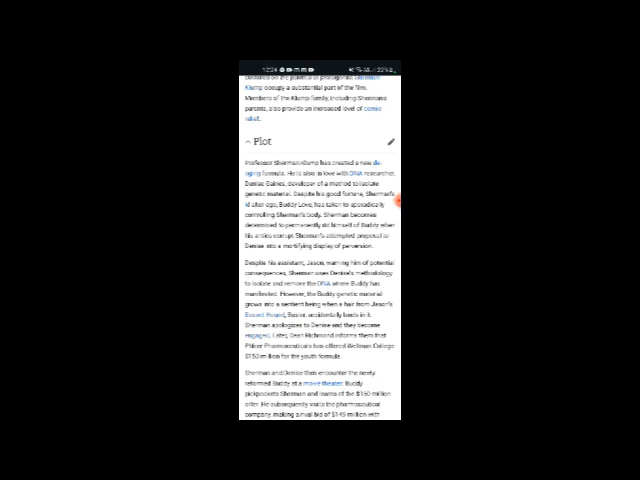 12:24
centered on the parents of protagonist Sherman
Klump occupy a substantial part of the film.
Members of the Klump family, including Sherman's
parents, also provide an increased level of comic
relief.
Plot
Professor Sherman Klump has created a new de-
aging formula. He is also in love with DNA researcher,
Denise Gaines, developer of a method to isolate
genetic material. Despite his good fortune, Sherman's
id alter ego, Buddy Love, has taken to sporadically
controlling Sherman's body. Sherman becomes
determined to permanently rid himself of Buddy when
his antics corrupt Sherman's attempted proposal to
Denise into a mortifying display of perversion.
Despite his assistant, Jason, warning him of potential
consequences, Sherman uses Denise's methodology
to isolate and remove the DNA where Buddy has
manifested. However, the Buddy genetic material
grows into a sentient being when a hair from Jason's
Basset Hound, Buster, accidentally lands in it.
Sherman apologizes to Denise and they become
engaged. Later, Dean Richmond informs them that
Phleer Pharmaceuticals has offered Wellman College
$150 million for the youth formula.
Sherman and Denise then encounter the newly
reformed Buddy at a movie theater. Buddy
pickpockets Sherman and learns of the $150 million
offer. He subsequently visits the pharmaceutical
company, making a rival bid of $149 million with